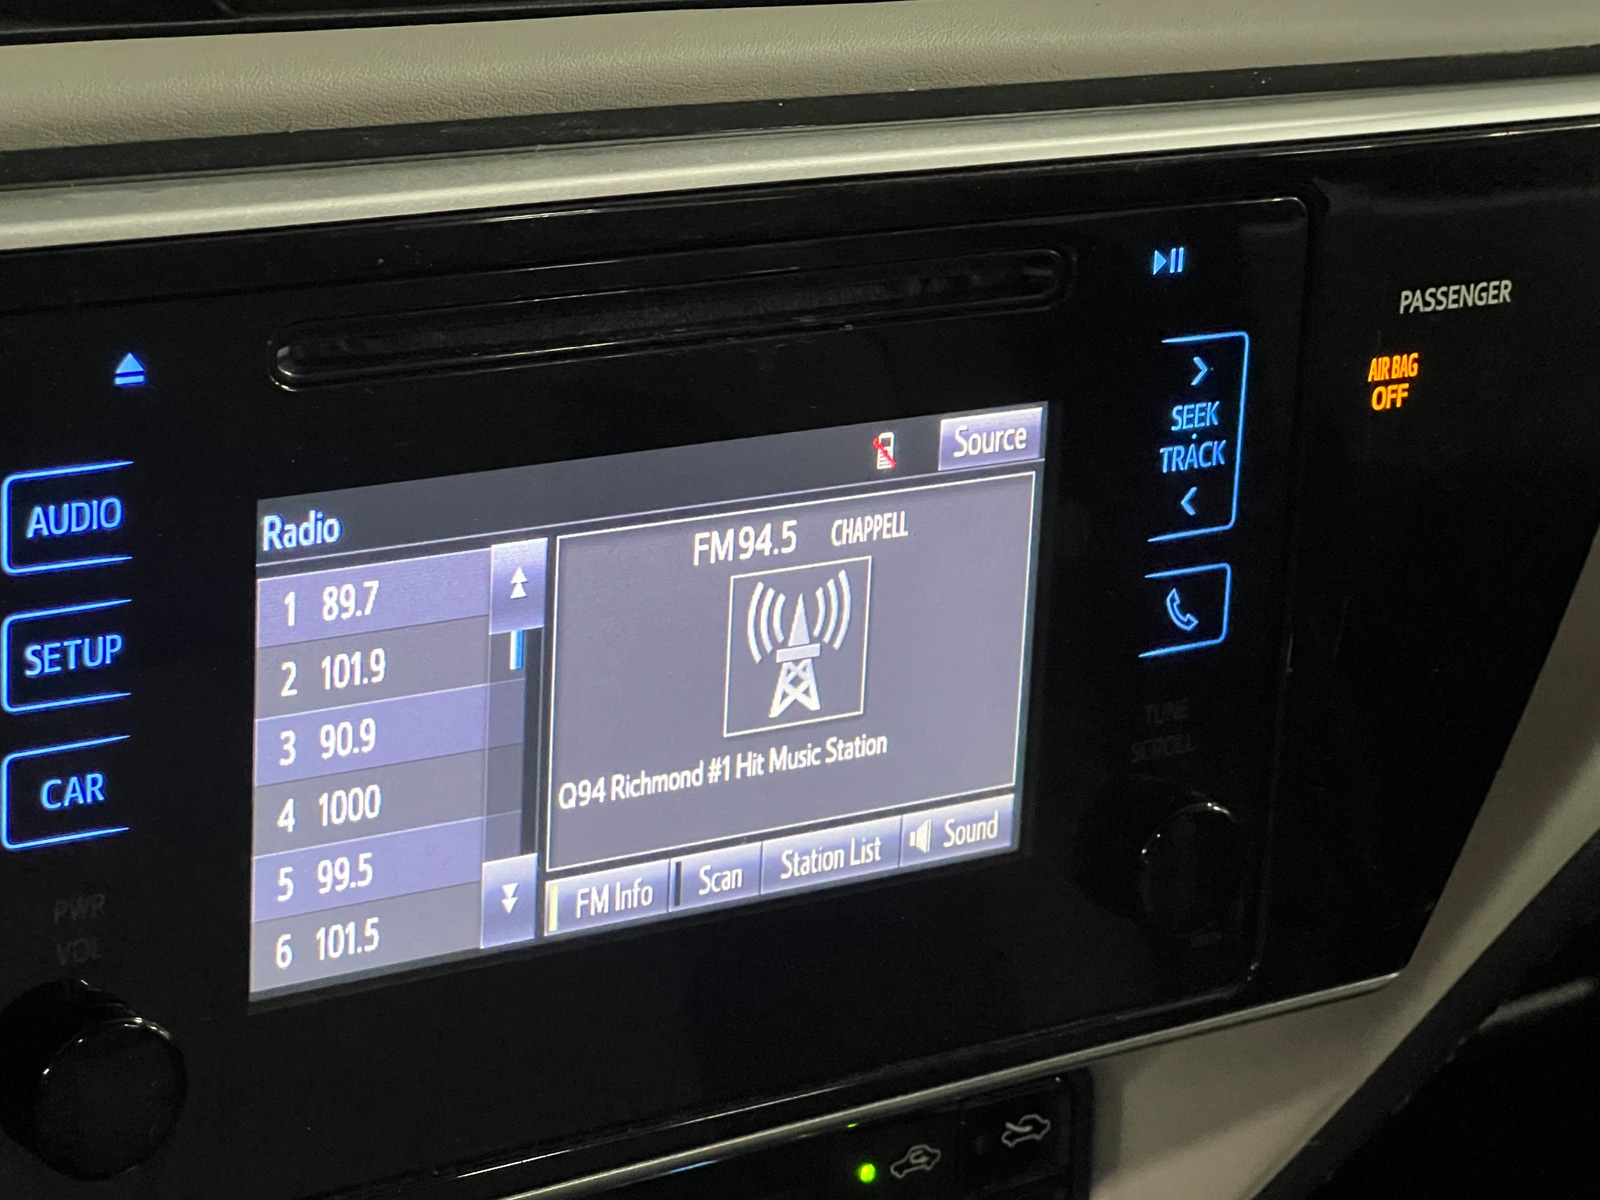 PASSENGER
AIR BAG
OFF
AUDIO
SETUP
CAR
PWR
VOL
Source
Radio
1 89.7
2 101.9
3 90.9
4 1000
5 99.5
6 101.5
FM 94.5 CHAPPELL
Q94 Richmond #1 Hit Music Station
FM Info
Scan
Station List
Sound
SEEK
TRACK
TUNE
SCROLL